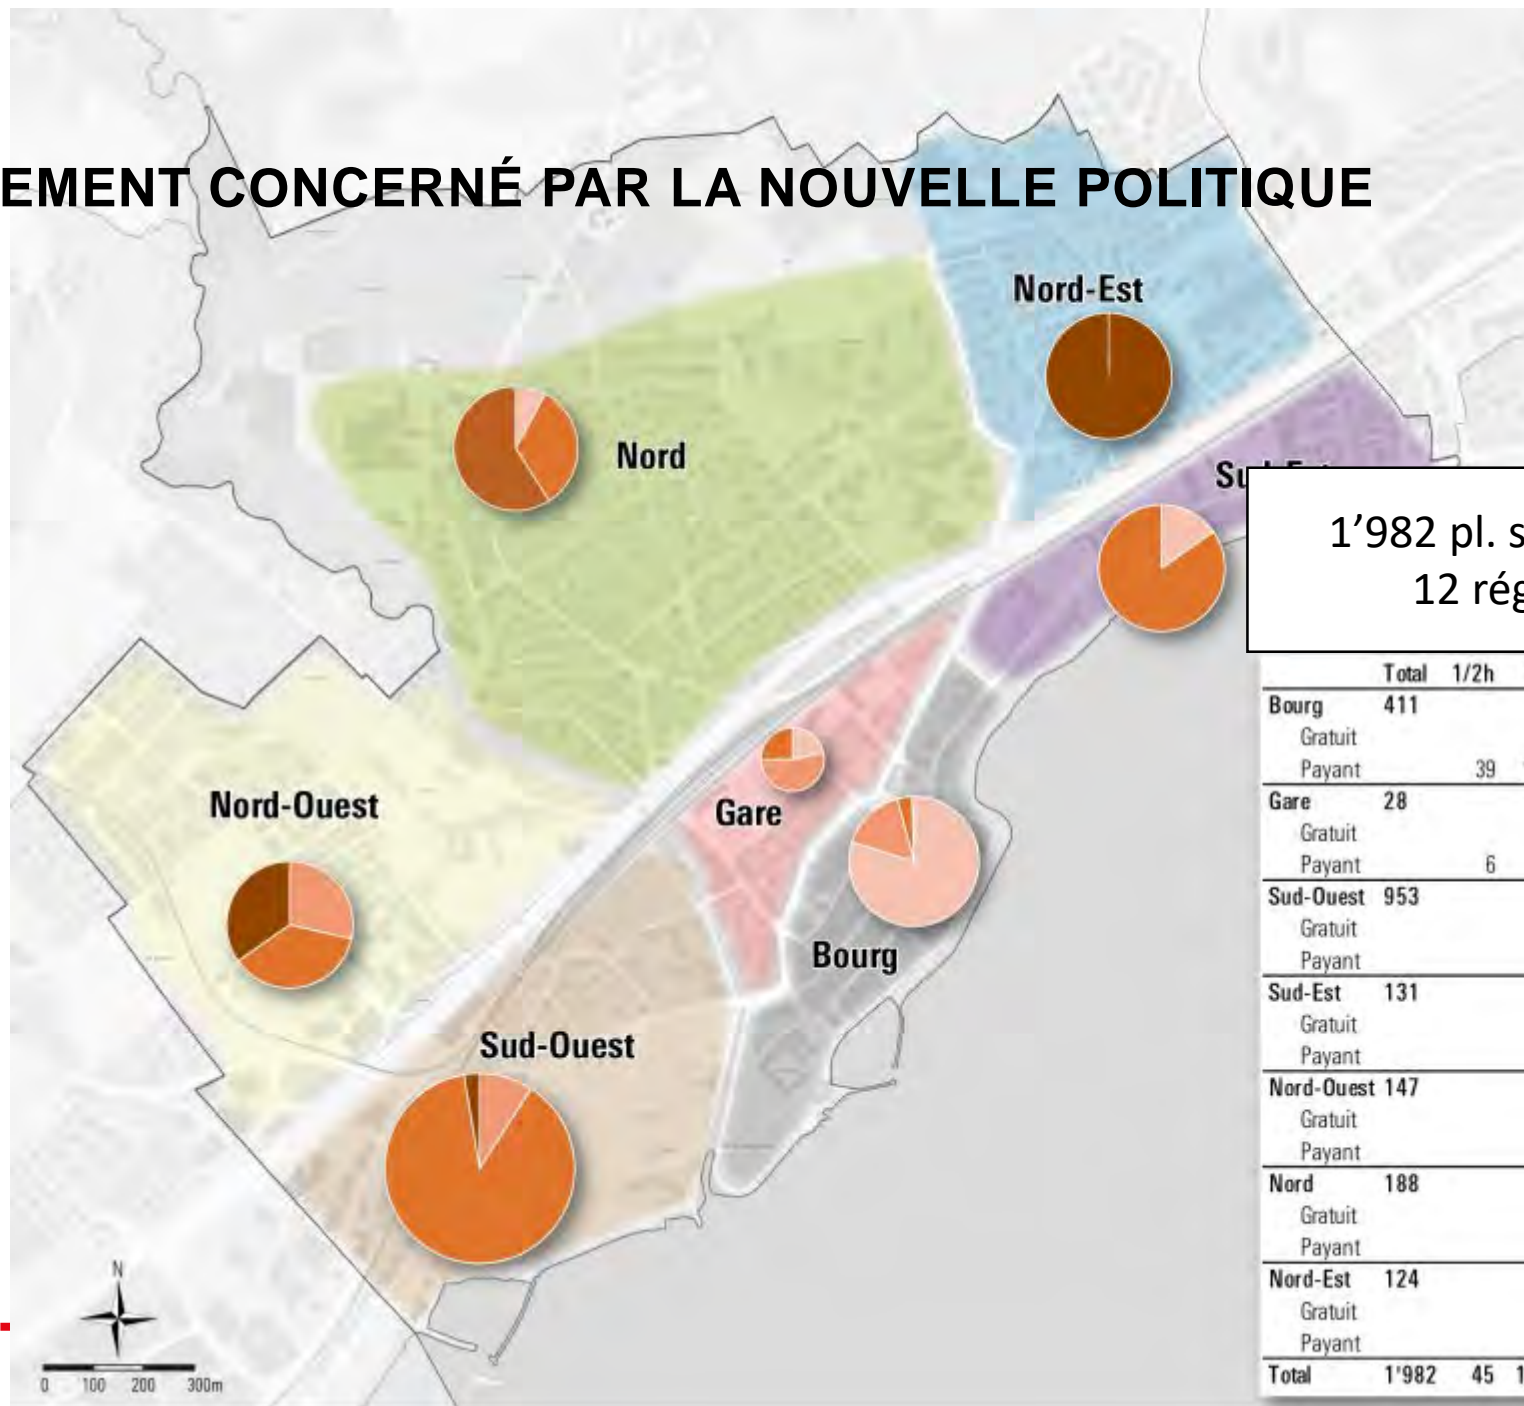 EMENT CONCERNÉ PAR LA NOUVELLE POLITIQUE
Nord-Est
Nord
1’982 pl. s
12 rég
Nord-Ouest
Gare
Bourg
Sud-Ouest
Total 1/2h
Bourg 411
Gratuit
Payant 39
Gare 28
Gratuit
Payant 6
Sud-Ouest 953
Gratuit
Payant
Sud-Est 131
Gratuit
Payant
Nord-Ouest 147
Gratuit
Payant
Nord 188
Gratuit
Payant
Nord-Est 124
Gratuit
Payant
Total 1'982 45 1
N
0 100 200 300m